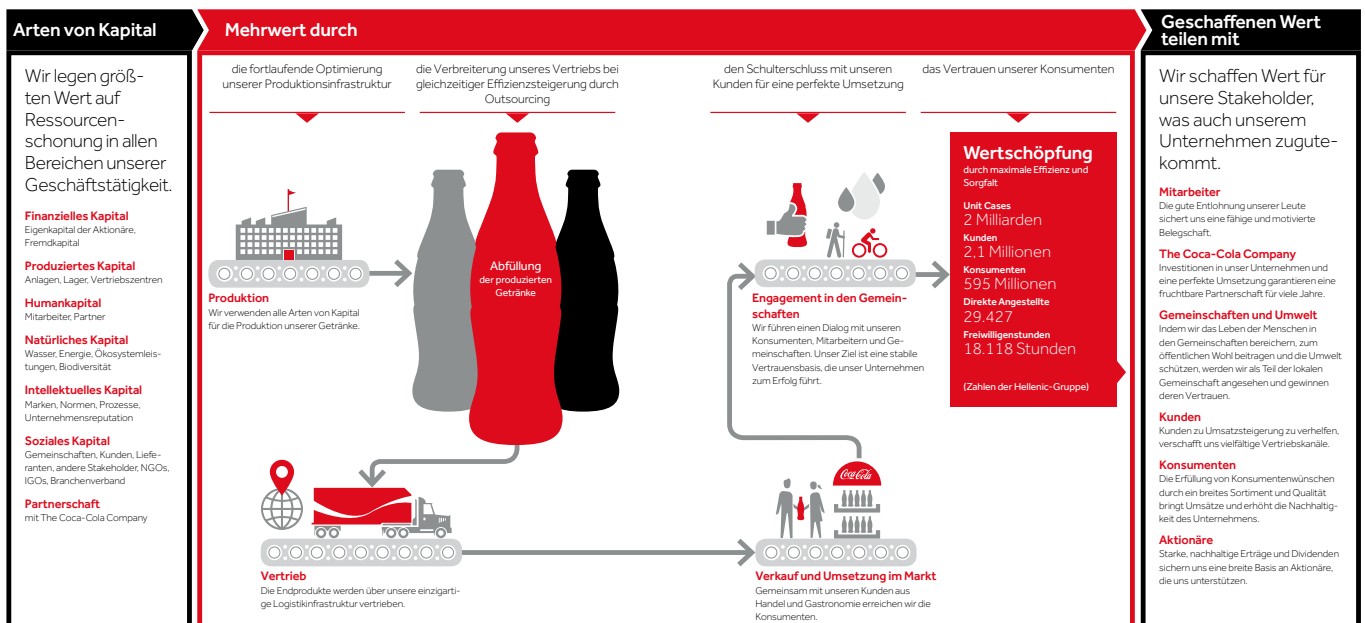 Arten von Kapital
Wir legen größ-
ten Wert auf
Ressourcen-
schonung in allen
Bereichen unserer
Geschäftstätigkeit.
Finanzielles Kapital
Eigenkapital der Aktionäre,
Fremdkapital
Produziertes Kapital
Anlagen, Lager, Vertriebszentren
Humankapital
Mitarbeiter, Partner
Natürliches Kapital
Wasser, Energie, Ökosystemleis-
tungen, Biodiversität
Intellektuelles Kapital
Marken, Normen, Prozesse,
Unternehmensreputation
Soziales Kapital
Gemeinschaften, Kunden, Liefe-
ranten, andere Stakeholder, NGOs,
IGOs, Branchenverband
Partnerschaft
mit The Coca-Cola Company
Mehrwert durch
die fortlaufende Optimierung
unserer Produktionsinfrastruktur
die Verbreiterung unseres Vertriebs bei
gleichzeitiger Effizienzsteigerung durch
Outsourcing
den Schulterschluss mit unseren
Kunden für eine perfekte Umsetzung
das Vertrauen unserer Konsumenten
Produktion
Wir verwenden alle Arten von Kapital
für die Produktion unserer Getränke.
Abfüllung
der produzierten
Getränke
Vertrieb
Die Endprodukte werden über unsere einzigarti-
ge Logistikinfrastruktur vertrieben.
Coca-Cola
Verkauf und Umsetzung im Markt
Gemeinsam mit unseren Kunden aus
Handel und Gastronomie erreichen wir die
Konsumenten.
Engagement in den Gemein-
schaften
Wir führen einen Dialog mit unseren
Konsumenten, Mitarbeitern und Ge-
meinschaften. Unser Ziel ist eine stabile
Vertrauensbasis, die unser Unternehmen
zum Erfolg führt.
Wertschöpfung
durch maximale Effizienz und
Sorgfalt
Unit Cases
2 Milliarden
Kunden
2,1 Millionen
Konsumenten
595 Millionen
Direkte Angestellte
29.427
Freiwilligenstunden
18.118 Stunden
(Zahlen der Hellenic-Gruppe)
Geschaffenen Wert
teilen mit
Wir schaffen Wert für
unsere Stakeholder,
was auch unserem
Unternehmen zugute-
kommt.
Mitarbeiter
Die gute Entlohnung unserer Leute
sichert uns eine fähige und motivierte
Belegschaft.
The Coca-Cola Company
Investitionen in unser Unternehmen und
eine perfekte Umsetzung garantieren eine
fruchtbare Partnerschaft für viele Jahre.
Gemeinschaften und Umwelt
Indem wir das Leben der Menschen in
den Gemeinschaften bereichern, zum
öffentlichen Wohl beitragen und die Umwelt
schützen, werden wir als Teil der lokalen
Gemeinschaft angesehen und gewinnen
deren Vertrauen.
Kunden
Kunden zu Umsatzsteigerung zu verhelfen,
verschafft uns vielfältige Vertriebskanäle.
Konsumenten
Die Erfüllung von Konsumentenwünschen
durch ein breites Sortiment und Qualität
bringt Umsätze und erhöht die Nachhaltig-
keit des Unternehmens.
Aktionäre
Starke, nachhaltige Erträge und Dividenden
sichern uns eine breite Basis an Aktionäre,
die uns unterstützen.